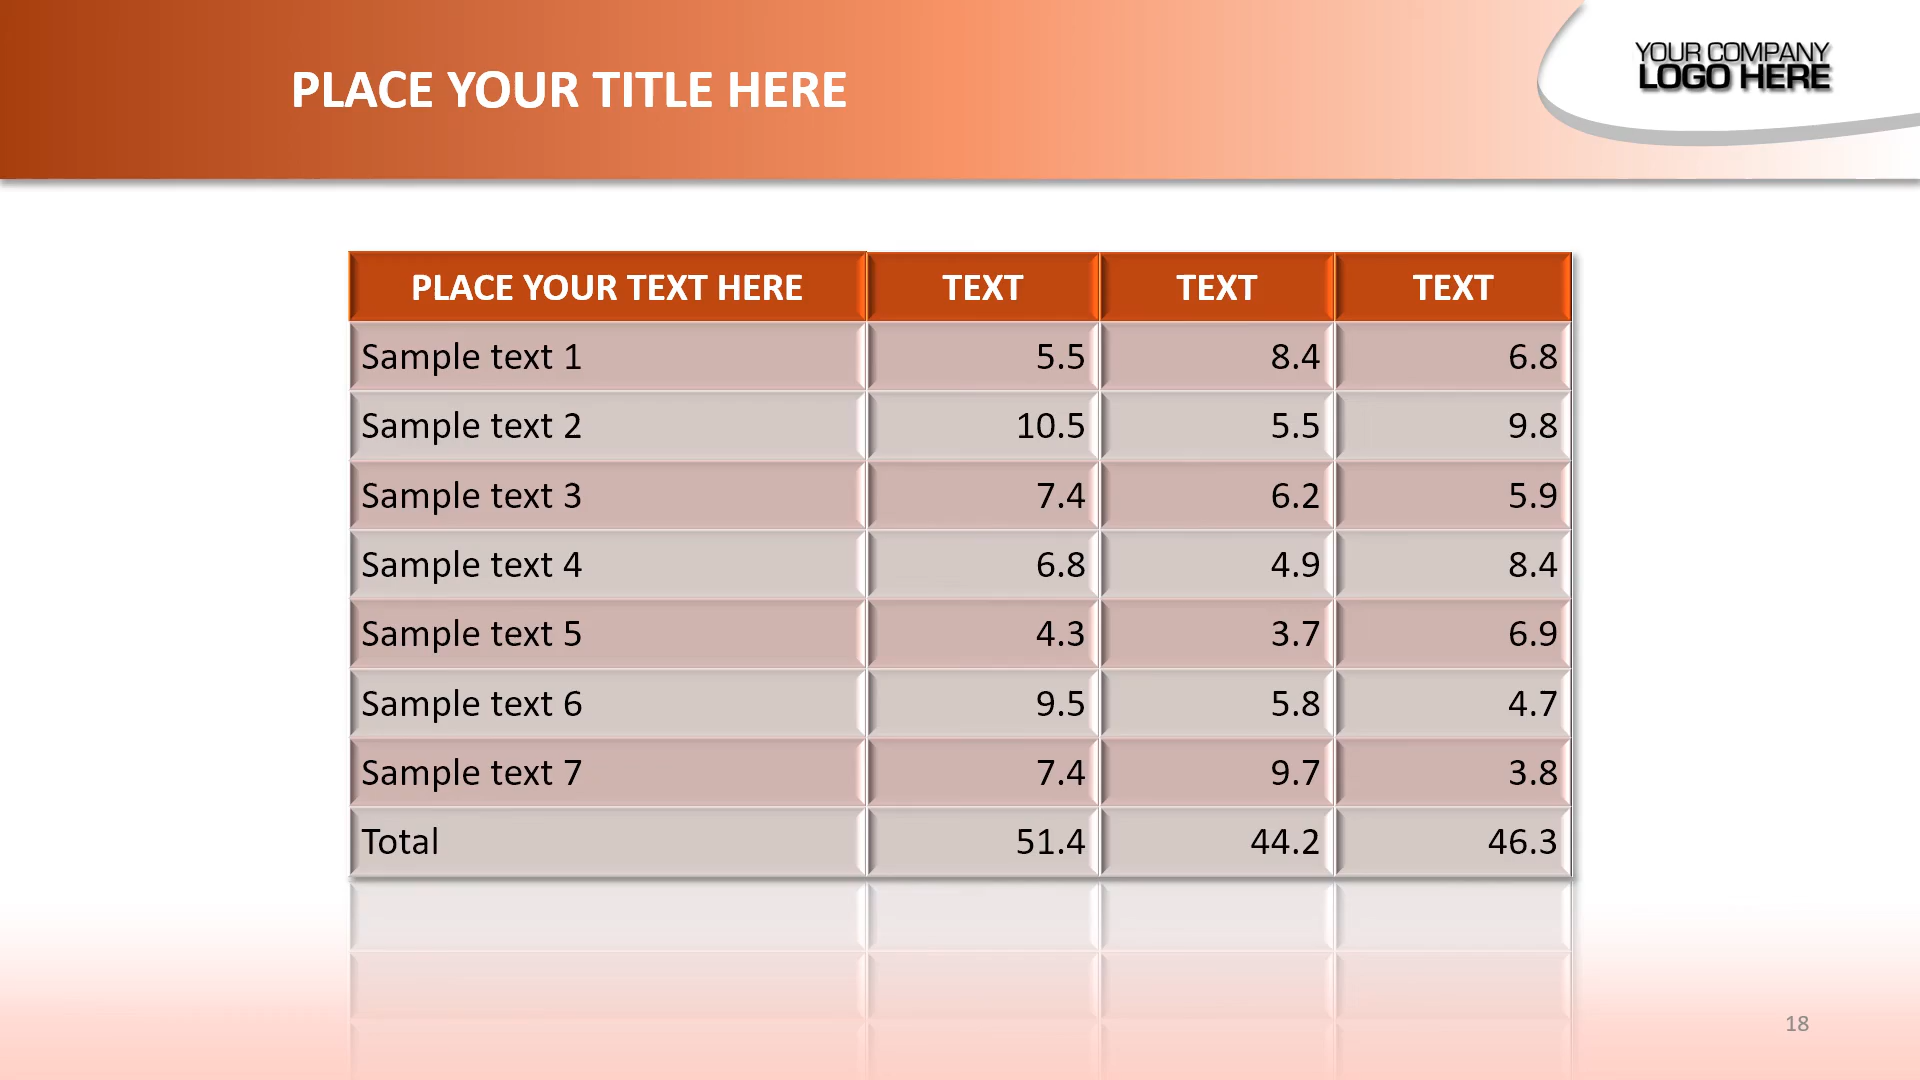 PLACE YOUR TITLE HERE
YOUR COMPANY
LOGO HERE
PLACE YOUR TEXT HERE TEXT TEXT TEXT
Sample text 1 5.5 8.4 6.8
Sample text 2 10.5 5.5 9.8
Sample text 3 7.4 6.2 5.9
Sample text 4 6.8 4.9 8.4
Sample text 5 4.3 3.7 6.9
Sample text 6 9.5 5.8 4.7
Sample text 7 7.4 9.7 3.8
Total 51.4 44.2 46.3
18